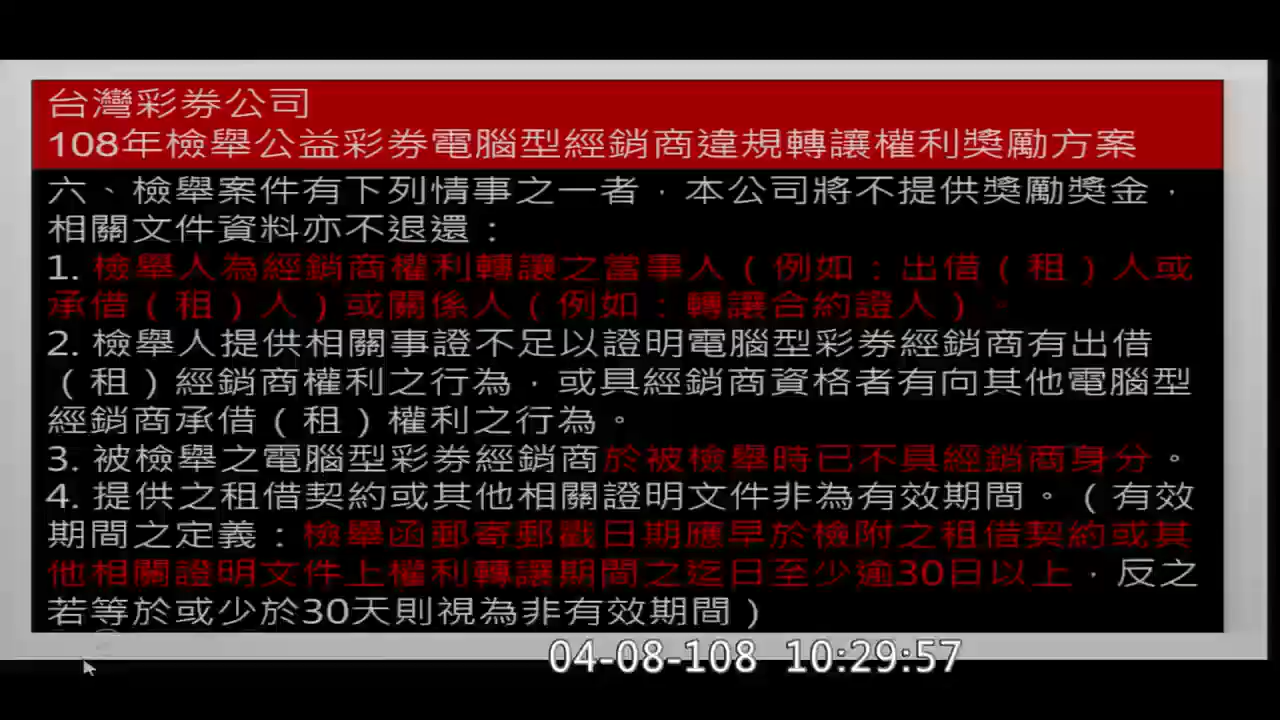 台灣彩券公司
108年檢舉公益彩券電腦型經銷商違規轉讓權利獎勵方案
六、檢舉案件有下列情事之一者，本公司將不提供獎勵獎金，
相關文件資料亦不退還：
1. 檢舉人為經銷商權利轉讓之當事人（例如：出借（租）人或
承借（租）人）或關係人（例如：轉讓合約證人）。
2. 檢舉人提供相關事證不足以證明電腦型彩券經銷商有出借
（租）經銷商權利之行為，或具經銷商資格者有向其他電腦型
經銷商承借（租）權利之行為。
3. 被檢舉之電腦型彩券經銷商於被檢舉時已不具經銷商身分。
4. 提供之租借契約或其他相關證明文件非為有效期間。（有效
期間之定義：檢舉函郵寄郵戳日期應早於檢附之租借契約或其
他相關證明文件上權利轉讓期間之迄日至少逾30日以上，反之
若等於或少於30天則視為非有效期間）
04-08-108 10:29:57